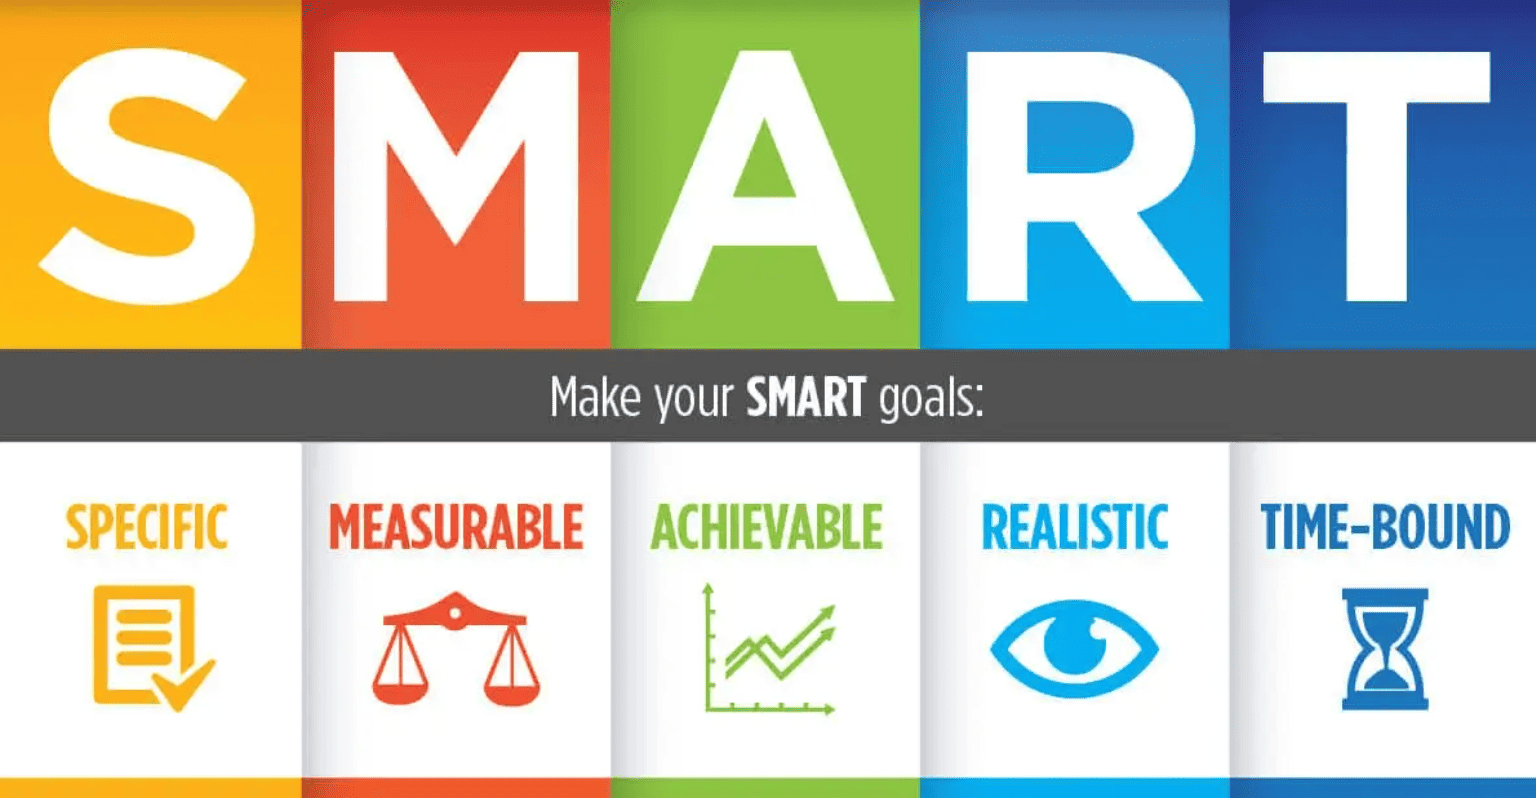 SMART
Make your SMART goals:
SPECIFIC
MEASURABLE
ACHIEVABLE
REALISTIC
TIME-BOUND